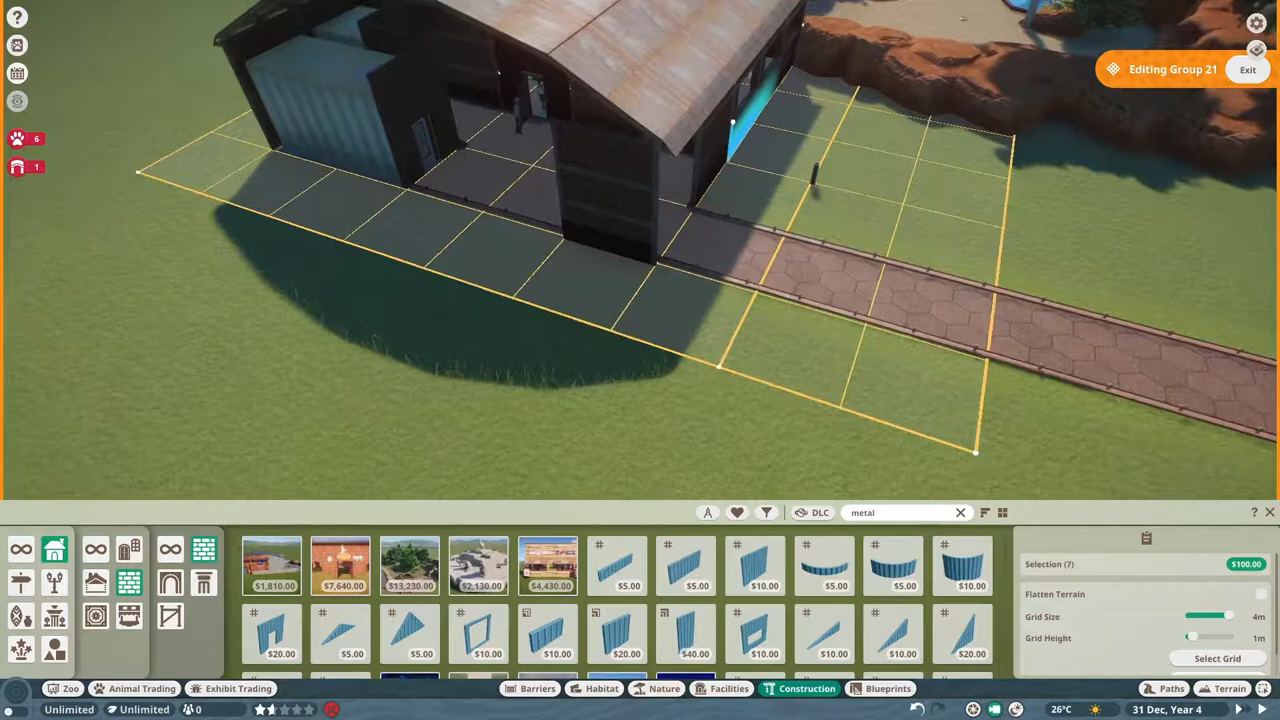 ?
Editing Group 21
Exit
6
1
DLC
metal
?
$1,810.00
$7,640.00
$13,230.00
$2,130.00
$4,430.00
$5.00
$5.00
$10.00
$5.00
$5.00
$10.00
$20.00
$5.00
$5.00
$10.00
$10.00
$20.00
$40.00
$10.00
$10.00
$10.00
$20.00
Selection (7)
$100.00
Flatten Terrain
Grid Size
4m
Grid Height
1m
Select Grid
Zoo
Animal Trading
Exhibit Trading
Barriers
Habitat
Nature
Facilities
Construction
Blueprints
Paths
Terrain
Unlimited
Unlimited
0
26°C
31 Dec, Year 4